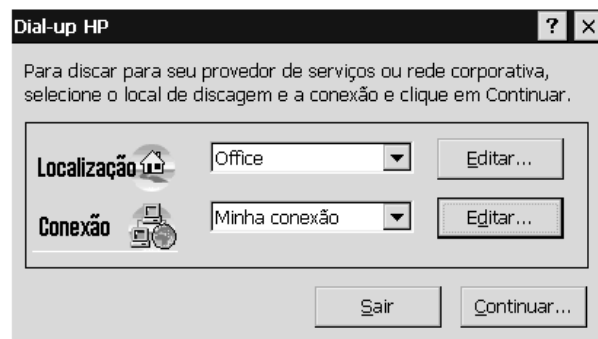 Dial-up HP ? ×
Para discar para seu provedor de serviços ou rede corporativa,
selecione o local de discagem e a conexão e clique em Continuar.
Localização Office Editar...
Conexão Minha conexão Editar...
Sair Continuar...